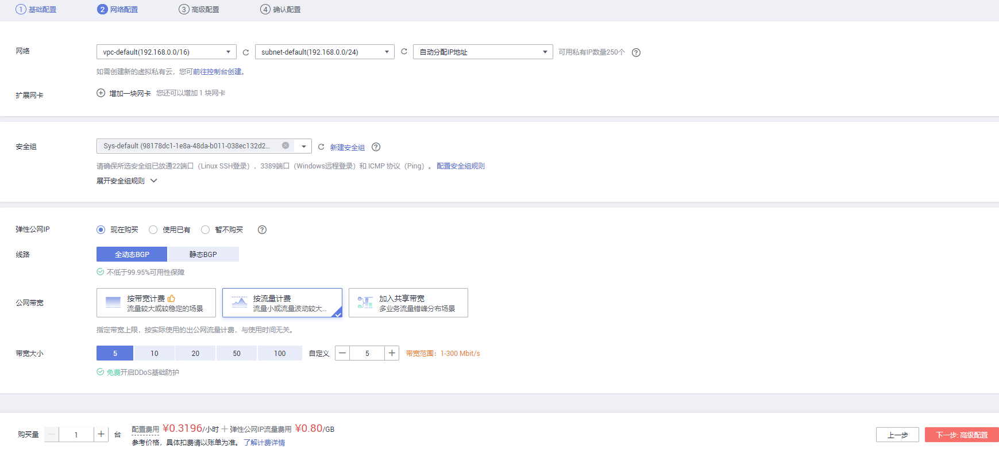 1 基础配置 2 网络配置 3 高级配置 4 确认配置
网络 vpc-default(192.168.0.0/16) subnet-default(192.168.0.0/24) 自动分配IP地址 可用私有IP数量250个
如需创建新的虚拟私有云，您可前往控制台创建。
扩展网卡 增加一块网卡 您还可以增加 1 块网卡
安全组 Sys-default (98178dc1-1e8a-48da-b011-038ec132d2... 新建安全组
请确保所选安全组已放通22端口（Linux SSH登录），3389端口（Windows远程登录）和 ICMP 协议（Ping）。 配置安全组规则
展开安全组规则
弹性公网IP 现在购买 使用已有 暂不购买
线路 全动态BGP 静态BGP
不低于99.95%可用性保障
公网带宽 按带宽计费 按流量计费 加入共享带宽
流量较大或较稳定的场景 流量小或流量波动较大... 多业务流量错峰分布场景
指定带宽上限，按实际使用的出公网流量计费，与使用时间无关。
带宽大小 5 10 20 50 100 自定义 5 带宽范围：1-300 Mbit/s
免费开启DDoS基础防护
购买量 1 台 配置费用 ¥0.3196/小时 + 弹性公网IP流量费用 ¥0.80/GB
参考价格，具体扣费请以账单为准。 了解计费详情
上一步 下一步: 高级配置